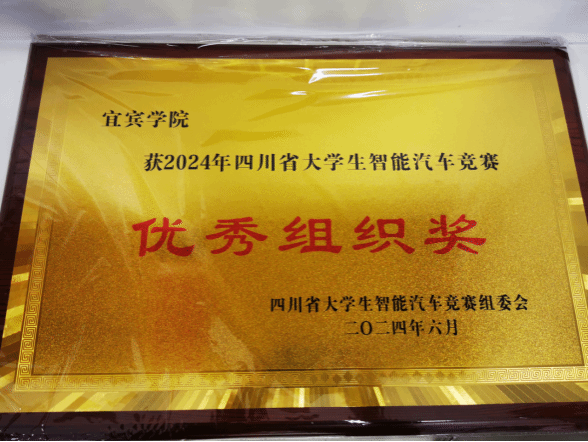 宜宾学院
获2024年四川省大学生智能汽车竞赛
优秀组织奖
四川省大学生智能汽车竞赛组委会
二〇二四年六月